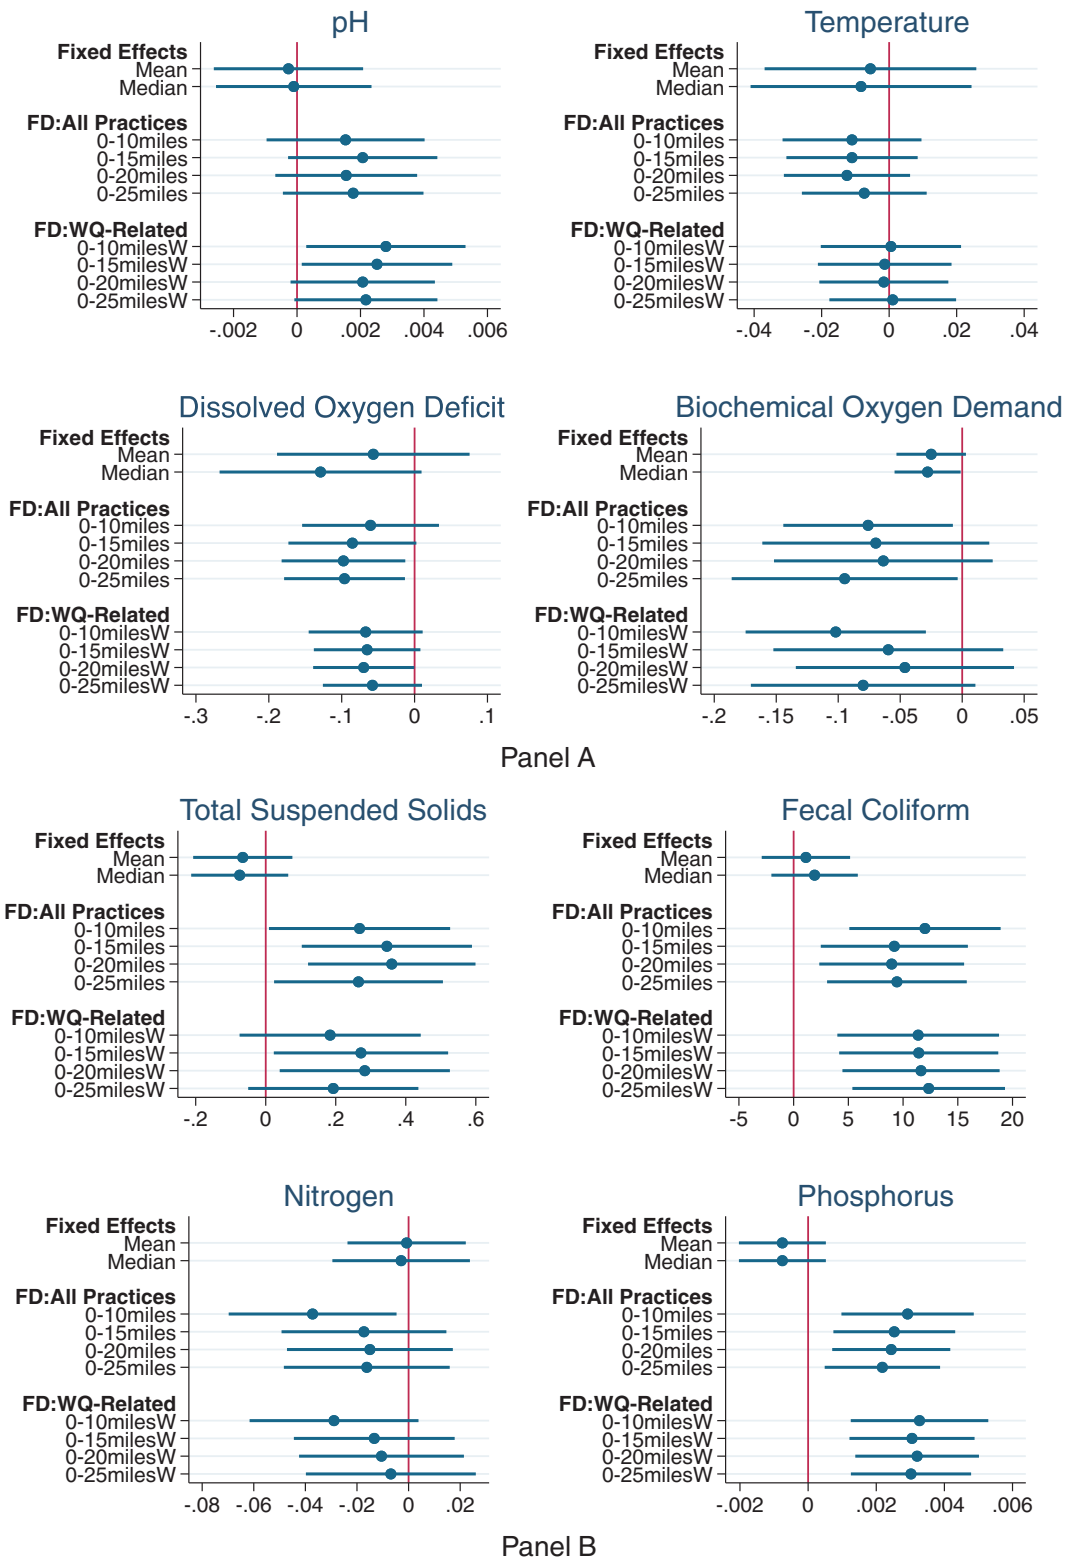 pH
Fixed Effects
Mean
Median
FD:All Practices
0-10miles
0-15miles
0-20miles
0-25miles
FD:WQ-Related
0-10milesW
0-15milesW
0-20milesW
0-25milesW
-.002 0 .002 .004 .006
Temperature
Fixed Effects
Mean
Median
FD:All Practices
0-10miles
0-15miles
0-20miles
0-25miles
FD:WQ-Related
0-10milesW
0-15milesW
0-20milesW
0-25milesW
-.04 -.02 0 .02 .04
Dissolved Oxygen Deficit
Fixed Effects
Mean
Median
FD:All Practices
0-10miles
0-15miles
0-20miles
0-25miles
FD:WQ-Related
0-10milesW
0-15milesW
0-20milesW
0-25milesW
-.3 -.2 -.1 0 .1
Biochemical Oxygen Demand
Fixed Effects
Mean
Median
FD:All Practices
0-10miles
0-15miles
0-20miles
0-25miles
FD:WQ-Related
0-10milesW
0-15milesW
0-20milesW
0-25milesW
-.2 -.15 -.1 -.05 0 .05
Panel A
Total Suspended Solids
Fixed Effects
Mean
Median
FD:All Practices
0-10miles
0-15miles
0-20miles
0-25miles
FD:WQ-Related
0-10milesW
0-15milesW
0-20milesW
0-25milesW
-.2 0 .2 .4 .6
Fecal Coliform
Fixed Effects
Mean
Median
FD:All Practices
0-10miles
0-15miles
0-20miles
0-25miles
FD:WQ-Related
0-10milesW
0-15milesW
0-20milesW
0-25milesW
-5 0 5 10 15 20
Nitrogen
Fixed Effects
Mean
Median
FD:All Practices
0-10miles
0-15miles
0-20miles
0-25miles
FD:WQ-Related
0-10milesW
0-15milesW
0-20milesW
0-25milesW
-.08 -.06 -.04 -.02 0 .02
Phosphorus
Fixed Effects
Mean
Median
FD:All Practices
0-10miles
0-15miles
0-20miles
0-25miles
FD:WQ-Related
0-10milesW
0-15milesW
0-20milesW
0-25milesW
-.002 0 .002 .004 .006
Panel B